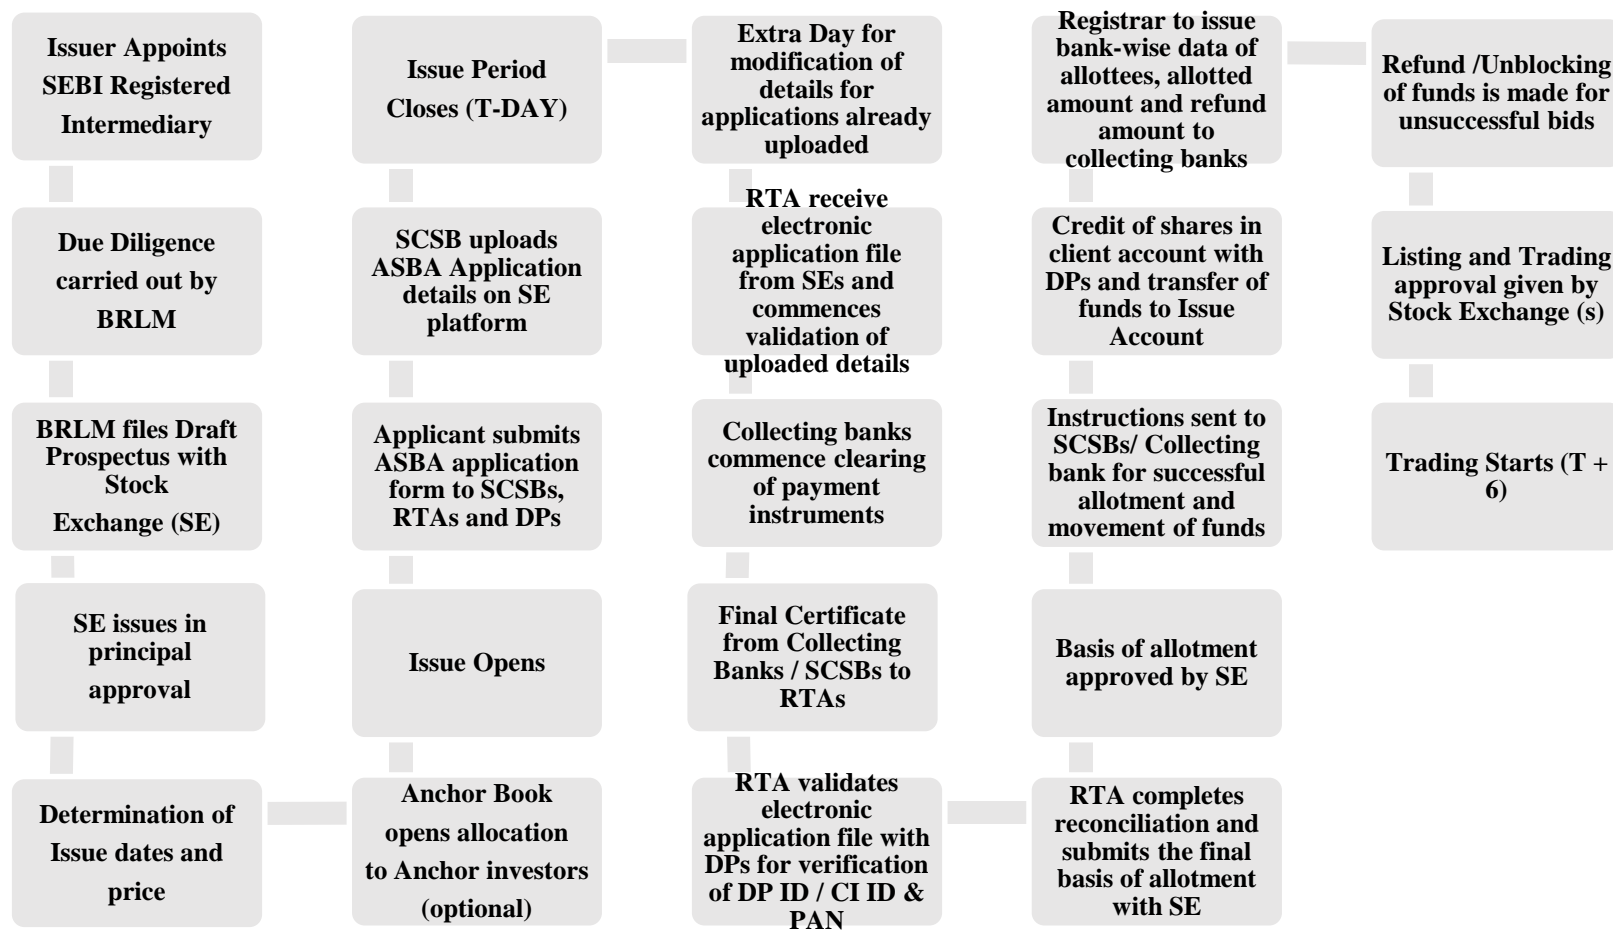 Issuer Appoints
SEBI Registered
Intermediary
Due Diligence
carried out by
BRLM
BRLM files Draft
Prospectus with
Stock
Exchange (SE)
SE issues in
principal
approval
Determination of
Issue dates and
price
Anchor Book
opens allocation
to Anchor investors
(optional)
Issue Opens
Applicant submits
ASBA application
form to SCSBs,
RTAs and DPs
SCSB uploads
ASBA Application
details on SE
platform
Issue Period
Closes (T-DAY)
Extra Day for
modification of
details for
applications already
uploaded
RTA receive
electronic
application file
from SEs and
commences
validation of
uploaded details
Collecting banks
commence clearing
of payment
instruments
Final Certificate
from Collecting
Banks / SCSBs to
RTAs
RTA validates
electronic
application file with
DPs for verification
of DP ID / CI ID &
PAN
RTA completes
reconciliation and
submits the final
basis of allotment
with SE
Basis of allotment
approved by SE
Instructions sent to
SCSBs/ Collecting
bank for successful
allotment and
movement of funds
Credit of shares in
client account with
DPs and transfer of
funds to Issue
Account
Registrar to issue
bank-wise data of
allottees, allotted
amount and refund
amount to
collecting banks
Refund /Unblocking
of funds is made for
unsuccessful bids
Listing and Trading
approval given by
Stock Exchange (s)
Trading Starts (T +
6)